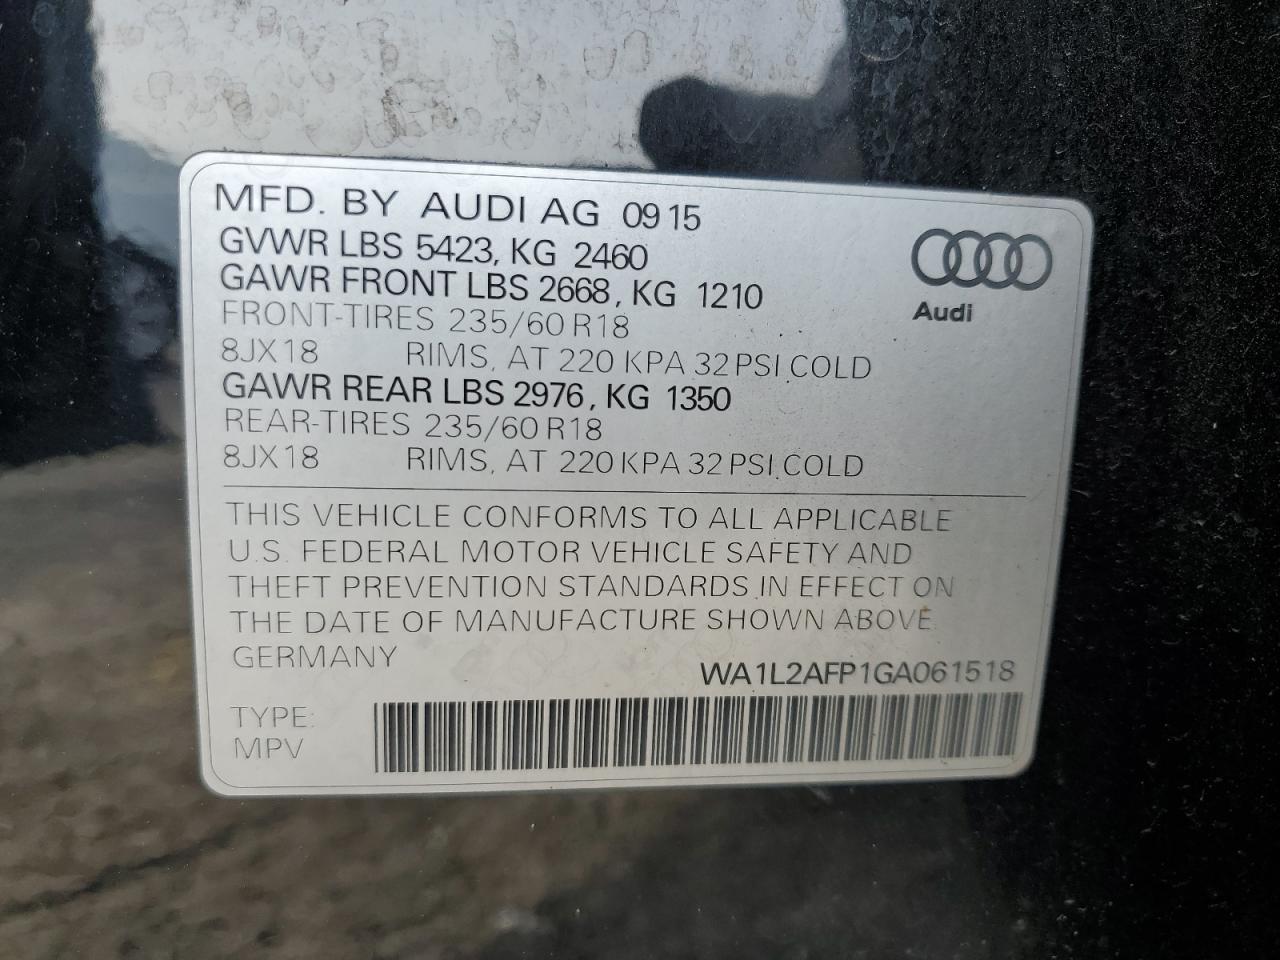 MFD. BY AUDI AG 09 15
GVWR LBS 5423, KG 2460
GAWR FRONT LBS 2668, KG 1210
FRONT-TIRES 235/60 R18
8JX18 RIMS, AT 220 KPA 32 PSI COLD
GAWR REAR LBS 2976, KG 1350
REAR-TIRES 235/60 R18
8JX18 RIMS, AT 220 KPA 32 PSI COLD
Audi
THIS VEHICLE CONFORMS TO ALL APPLICABLE
U.S. FEDERAL MOTOR VEHICLE SAFETY AND
THEFT PREVENTION STANDARDS IN EFFECT ON
THE DATE OF MANUFACTURE SHOWN ABOVE.
GERMANY
WA1L2AFP1GA061518
TYPE:
MPV